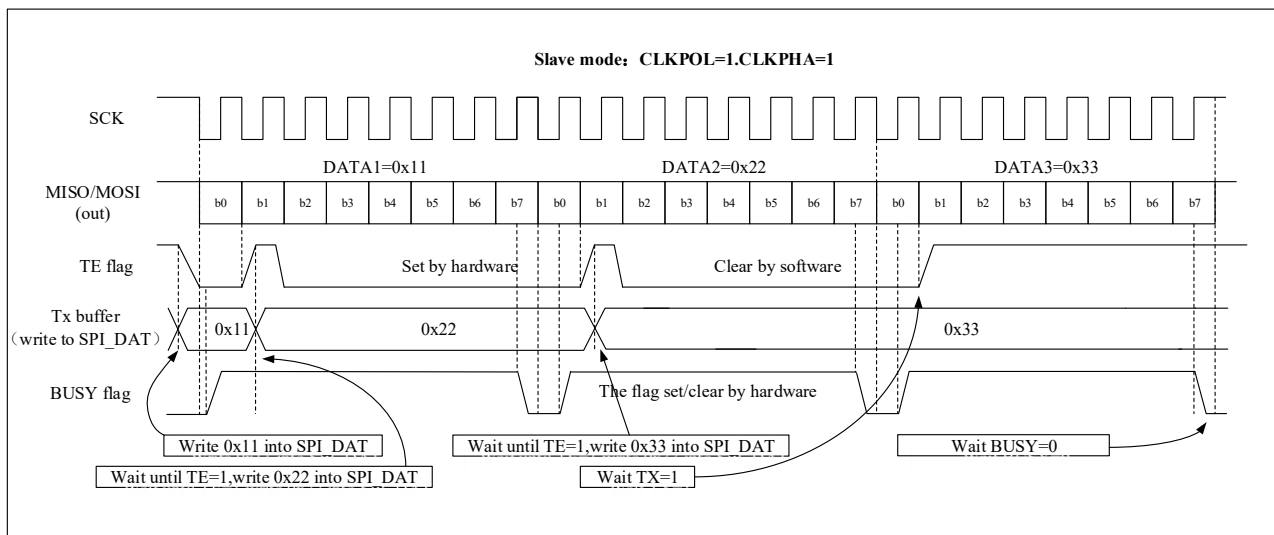 Slave mode：CLKPOL=1.CLKPHA=1
SCK
DATA1=0x11
DATA2=0x22
DATA3=0x33
MISO/MOSI
(out)
b0 b1 b2 b3 b4 b5 b6 b7 b0 b1 b2 b3 b4 b5 b6 b7 b0 b1 b2 b3 b4 b5 b6 b7
TE flag
Set by hardware
Clear by software
Tx buffer
（write to SPI_DAT）
0x11
0x22
0x33
BUSY flag
The flag set/clear by hardware
Write 0x11 into SPI_DAT
Wait until TE=1,write 0x33 into SPI_DAT
Wait BUSY=0
Wait until TE=1,write 0x22 into SPI_DAT
Wait TX=1